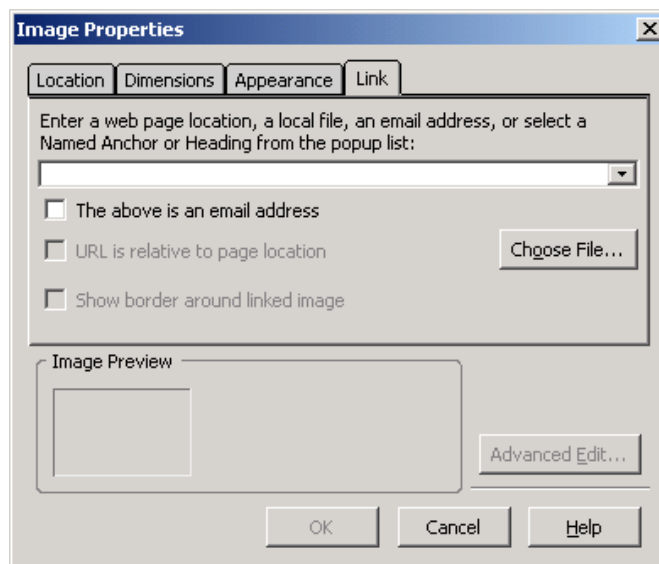 Image Properties
Location Dimensions Appearance Link
Enter a web page location, a local file, an email address, or select a
Named Anchor or Heading from the popup list:
The above is an email address
URL is relative to page location
Choose File...
Show border around linked image
Image Preview
Advanced Edit...
OK Cancel Help